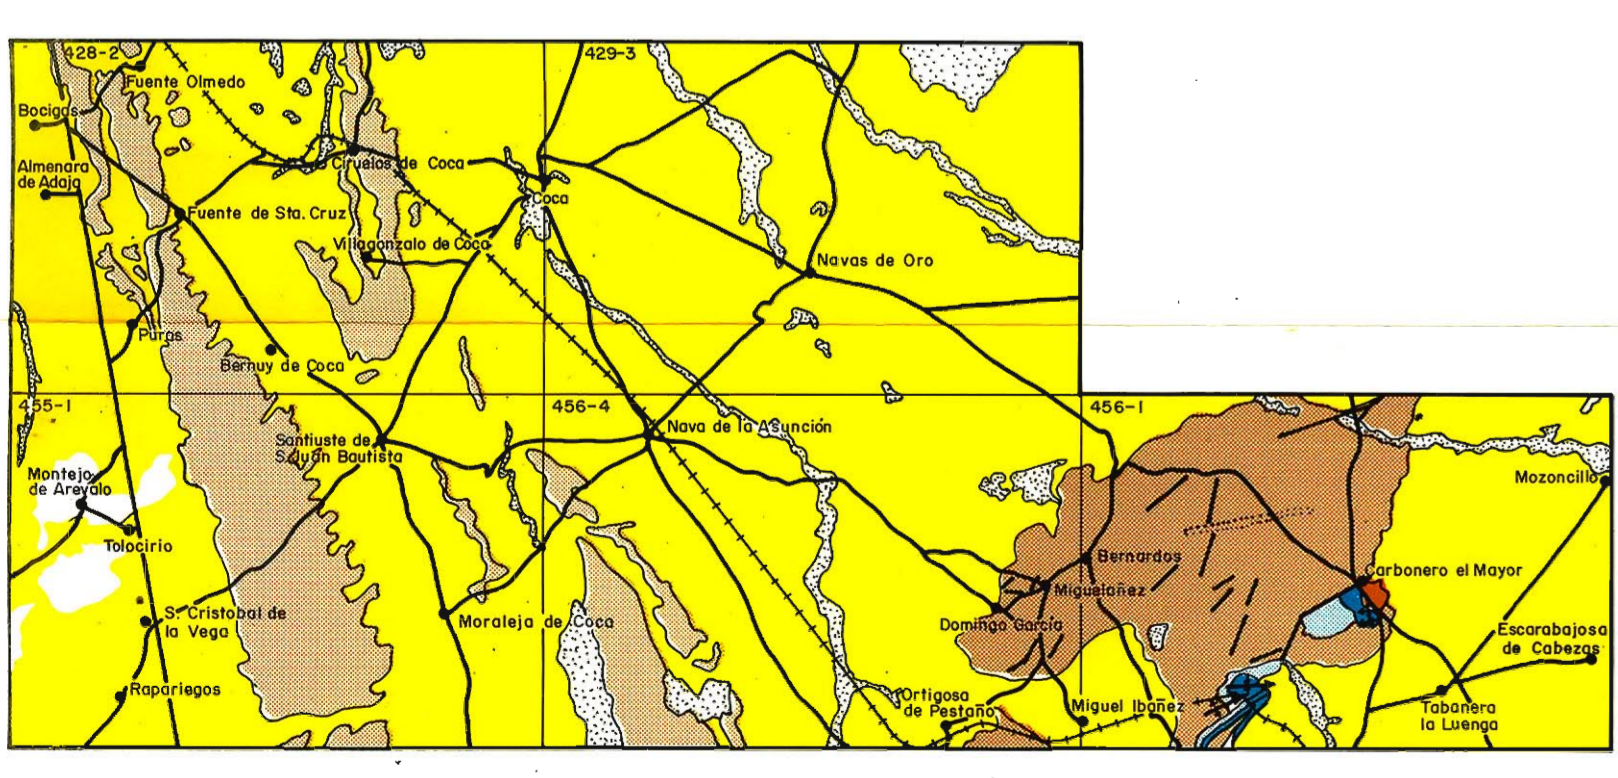 428-2
429-3
Fuente Olmedo
Bocigas
Almenara
de Adaja
Ciruelos de Coca
Coca
Fuente de Sta. Cruz
Villagonzalo de Coca
Navas de Oro
Puras
Bernuy de Coca
455-1
456-4
456-1
Nava de la Asunción
Santiuste de
S. Juan Bautista
Montejo
de Arevalo
Mozoncillo
Tolocirio
Bernardos
Carbonero el Mayor
Miguelañez
S. Cristobal de
la Vega
Moraleja de Coca
Domingo García
Escarabajosa
de Cabezas
Rapariegos
Ortigosa
de Pestaño
Miguel Ibañez
Tabanera
la Luenga